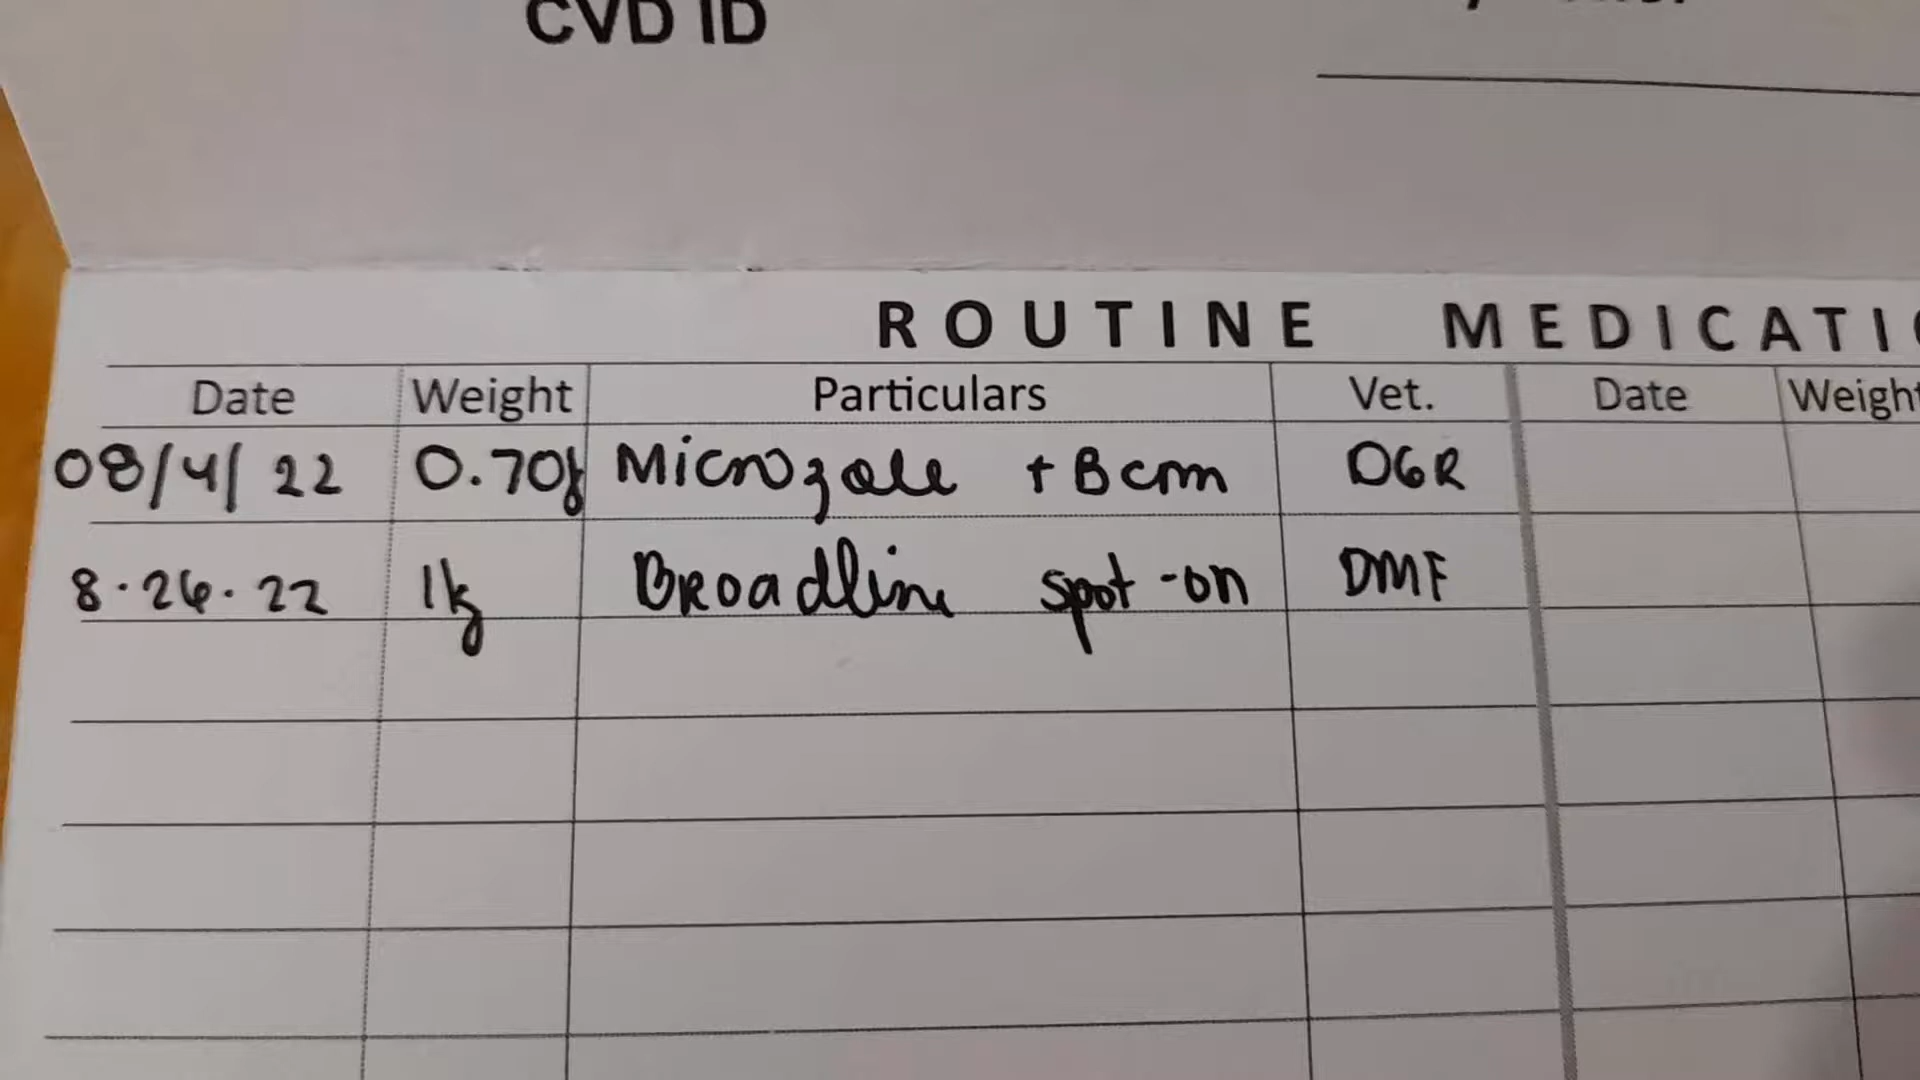 CVD ID
ROUTINE MEDICATI
Date Weight Particulars Vet. Date Weight
08/4/22 0.70g Microzole + Bcm DGR
8.26.22 1kg Broadline spot-on DMF